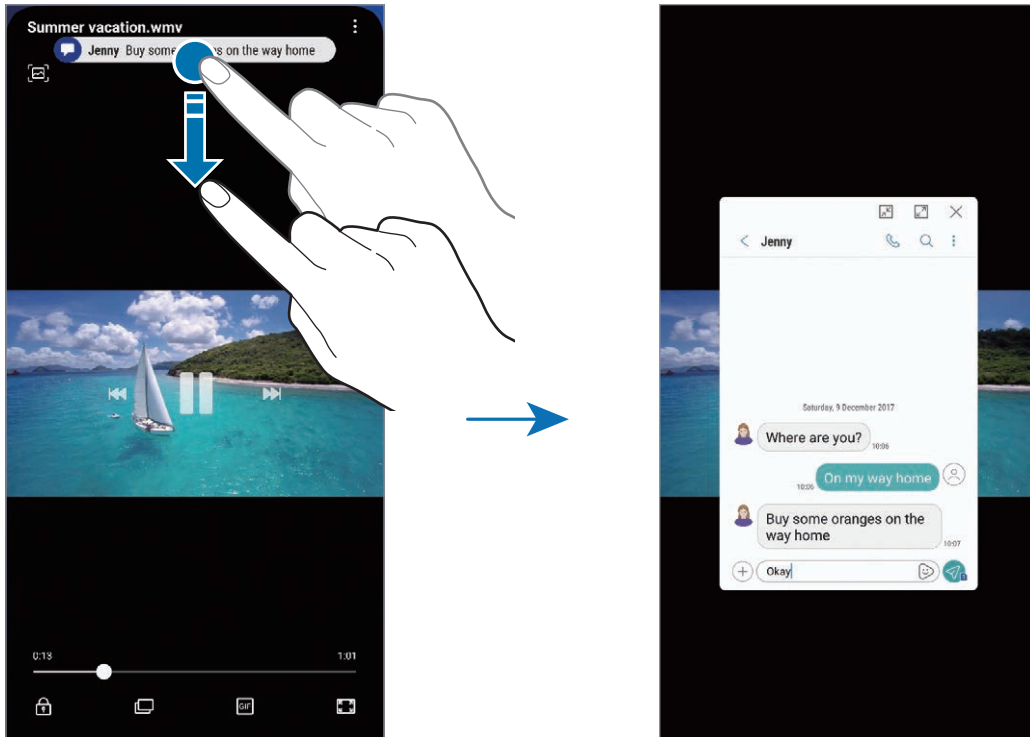 Summer vacation.wmv
Jenny Buy some s on the way home
0:13
1:01
GIF
Jenny
Saturday, 9 December 2017
Where are you?
10:06
On my way home
10:06
Buy some oranges on the
way home
10:07
Okay